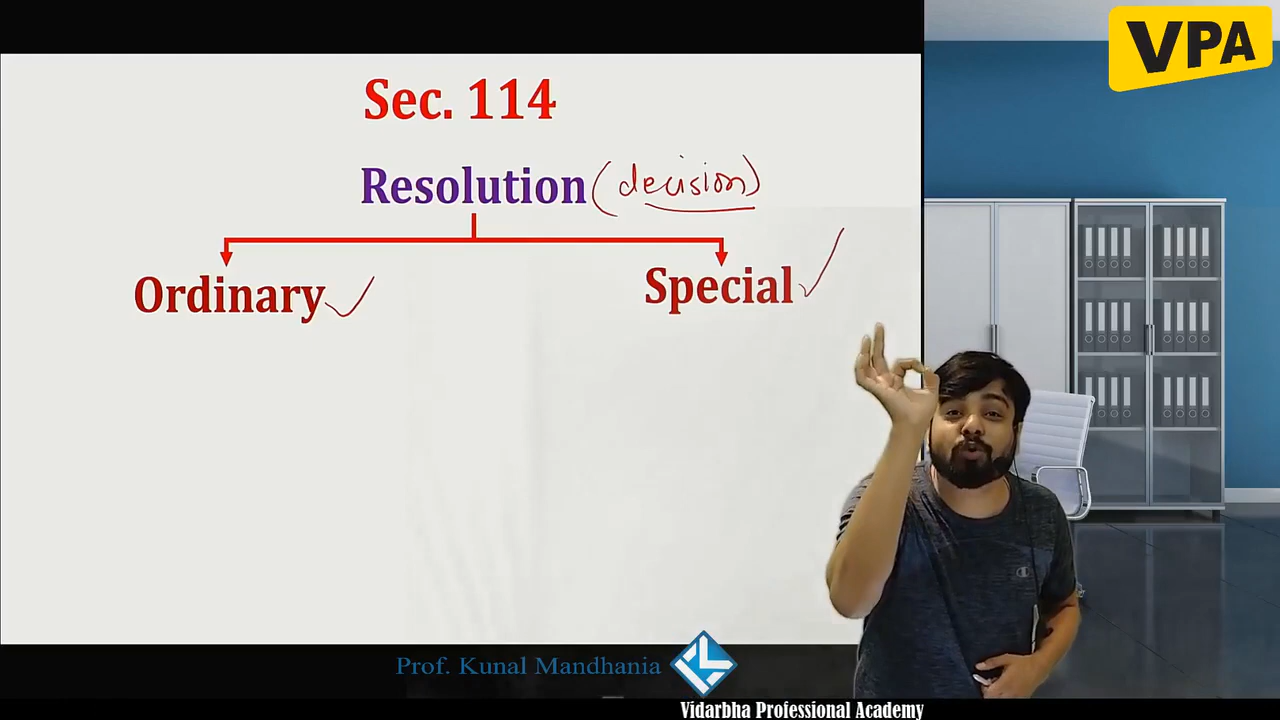 VPA
Sec. 114
Resolution (decision)
Ordinary
Special
Prof. Kunal Mandhania
Vidarbha Professional Academy